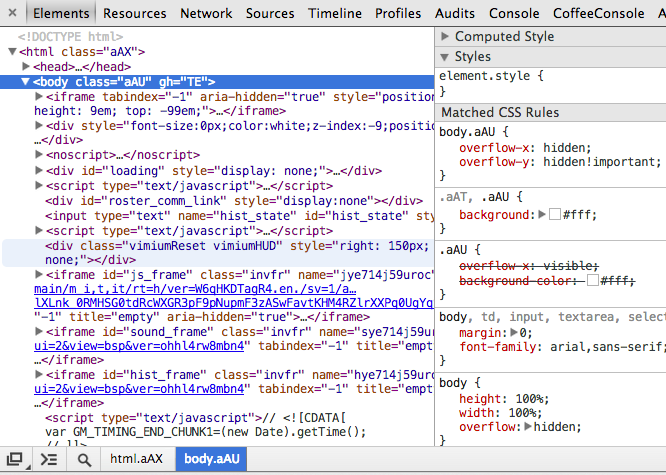 × Elements Resources Network Sources Timeline Profiles Audits Console CoffeeConsole
<!DOCTYPE html>
▼<html class="aAX">
▶<head>…</head>
▼<body class="aAU" gh="TE">
▶<iframe tabindex="-1" aria-hidden="true" style="position
height: 9em; top: -99em;">…</iframe>
▶<div style="font-size:0px;color:white;z-index:-9;positio
…</div>
▶<noscript>…</noscript>
▶<div id="loading" style="display: none;">…</div>
▶<script type="text/javascript">…</script>
<div id="roster_comm_link" style="display:none"></div>
<input type="text" name="hist_state" id="hist_state" sty
▶<script type="text/javascript">…</script>
<div class="vimiumReset vimiumHUD" style="right: 150px;
none;"></div>
▶<iframe id="js_frame" class="invfr" name="jye714j59uroc"
main/m_i,t,it/rt=h/ver=W6gHKDTagR4.en./sv=1/a…
"-1" title="empty" aria-hidden="true">…</iframe>
▶<iframe id="sound_frame" class="invfr" name="sye714j59ur
ui=2&view=bsp&ver=ohhl4rw8mbn4" tabindex="-1" title="empt
…</iframe>
▶<iframe id="hist_frame" class="invfr" name="hye714j59uro
ui=2&view=bsp&ver=ohhl4rw8mbn4" tabindex="-1" title="empt
…</iframe>
<script type="text/javascript">// <![CDATA[
var GM_TIMING_END_CHUNK1=(new Date).getTime();
// ]]>
html.aAX body.aAU
▶ Computed Style
▼ Styles
element.style {
}
Matched CSS Rules
body.aAU {
overflow-x: hidden;
overflow-y: hidden!important;
}
.aAT, .aAU {
background:▶#fff;
}
.aAU {
overflow-x: visible;
background-color: #fff;
}
body, td, input, textarea, select
margin:▶0;
font-family: arial,sans-serif;
}
body {
height: 100%;
width: 100%;
overflow:▶hidden;
}